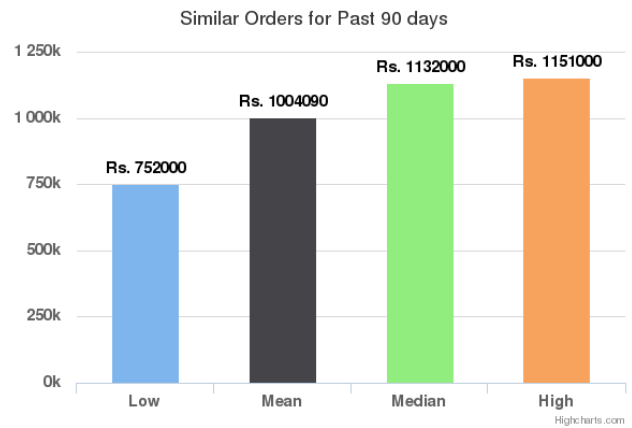 Similar Orders for Past 90 days
1 250k
Rs. 1151000
Rs. 1132000
Rs. 1004090
1 000k
Rs. 752000
750k
500k
250k
0k
Low Mean Median High
Highcharts.com